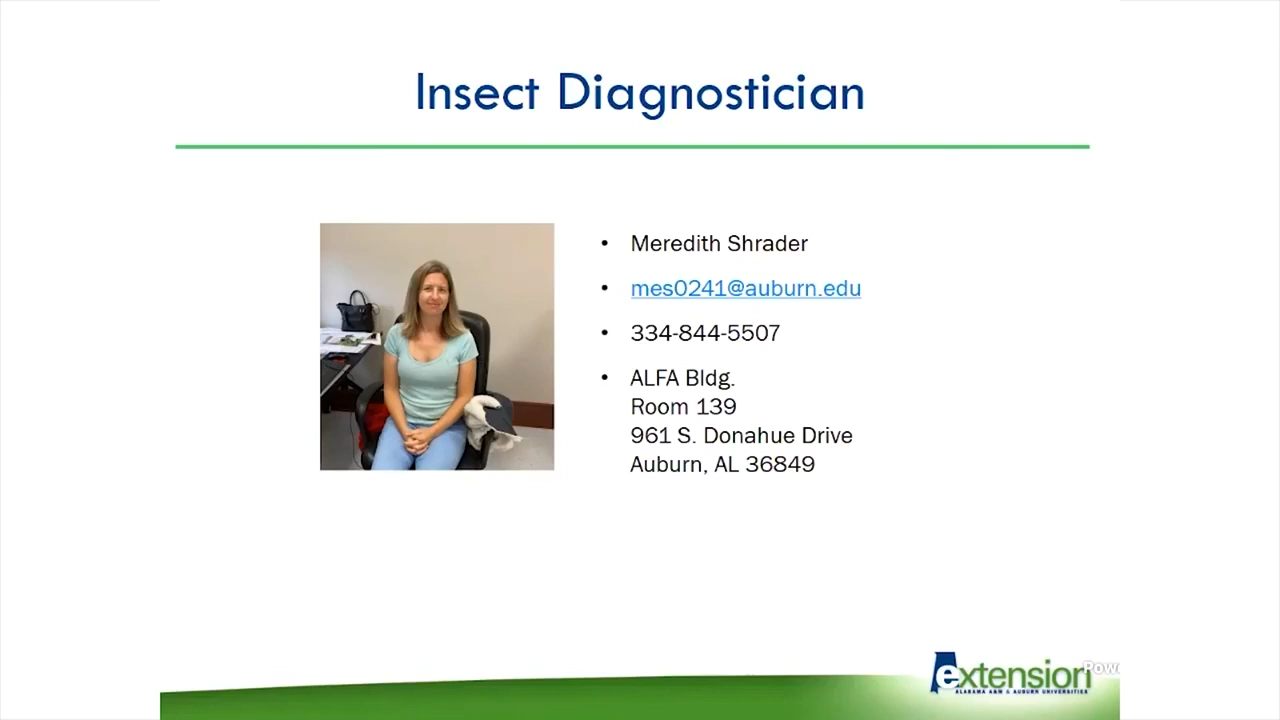 Insect Diagnostician
• Meredith Shrader
• mes0241@auburn.edu
• 334-844-5507
• ALFA Bldg.
Room 139
961 S. Donahue Drive
Auburn, AL 36849
extension
ALABAMA A&M & AUBURN UNIVERSITIES